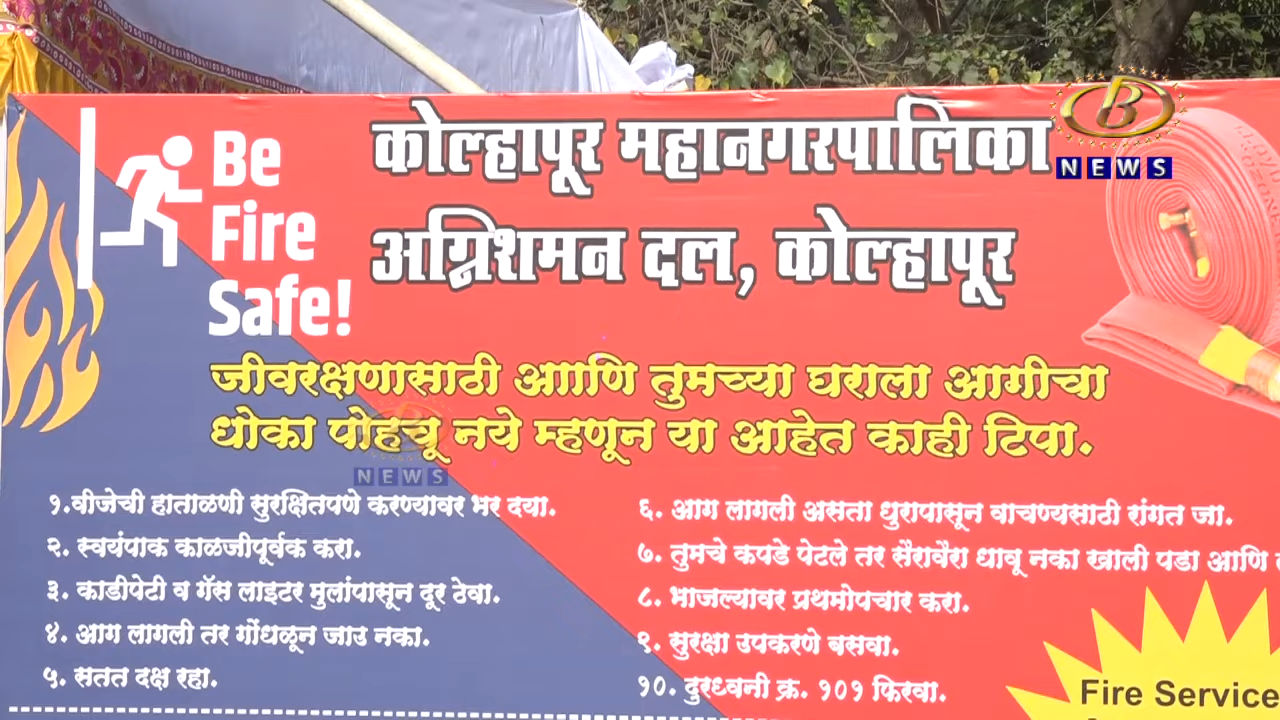 Be
Fire
Safe!
कोल्हापूर महानगरपालिका
अग्निशमन दल, कोल्हापूर
B
NEWS
जीवरक्षणासाठी आाणि तुमच्या घराला आगीचा
धोका पोहचू नये म्हणून या आहेत काही टिपा.
B
NEWS
१.वीजेची हाताळणी सुरक्षितपणे करण्यावर भर दया.
२. स्वयंपाक काळजीपूर्वक करा.
३. काडीपेटी व गॅस लाइटर मुलांपासून दूर ठेवा.
४. आग लागली तर गोंधळून जाउ नका.
५. सतत दक्ष रहा.
६. आग लागली असता धुरापासून वाचण्यसाठी रांगत जा.
७. तुमचे कपडे पेटले तर सैरावैरा धावू नका खाली पडा आणि
८. भाजल्यावर प्रथमोपचार करा.
९. सुरक्षा उपकरणे बसवा.
१०. दुरध्वनी क्र. १०१ फिरवा.
Fire Service